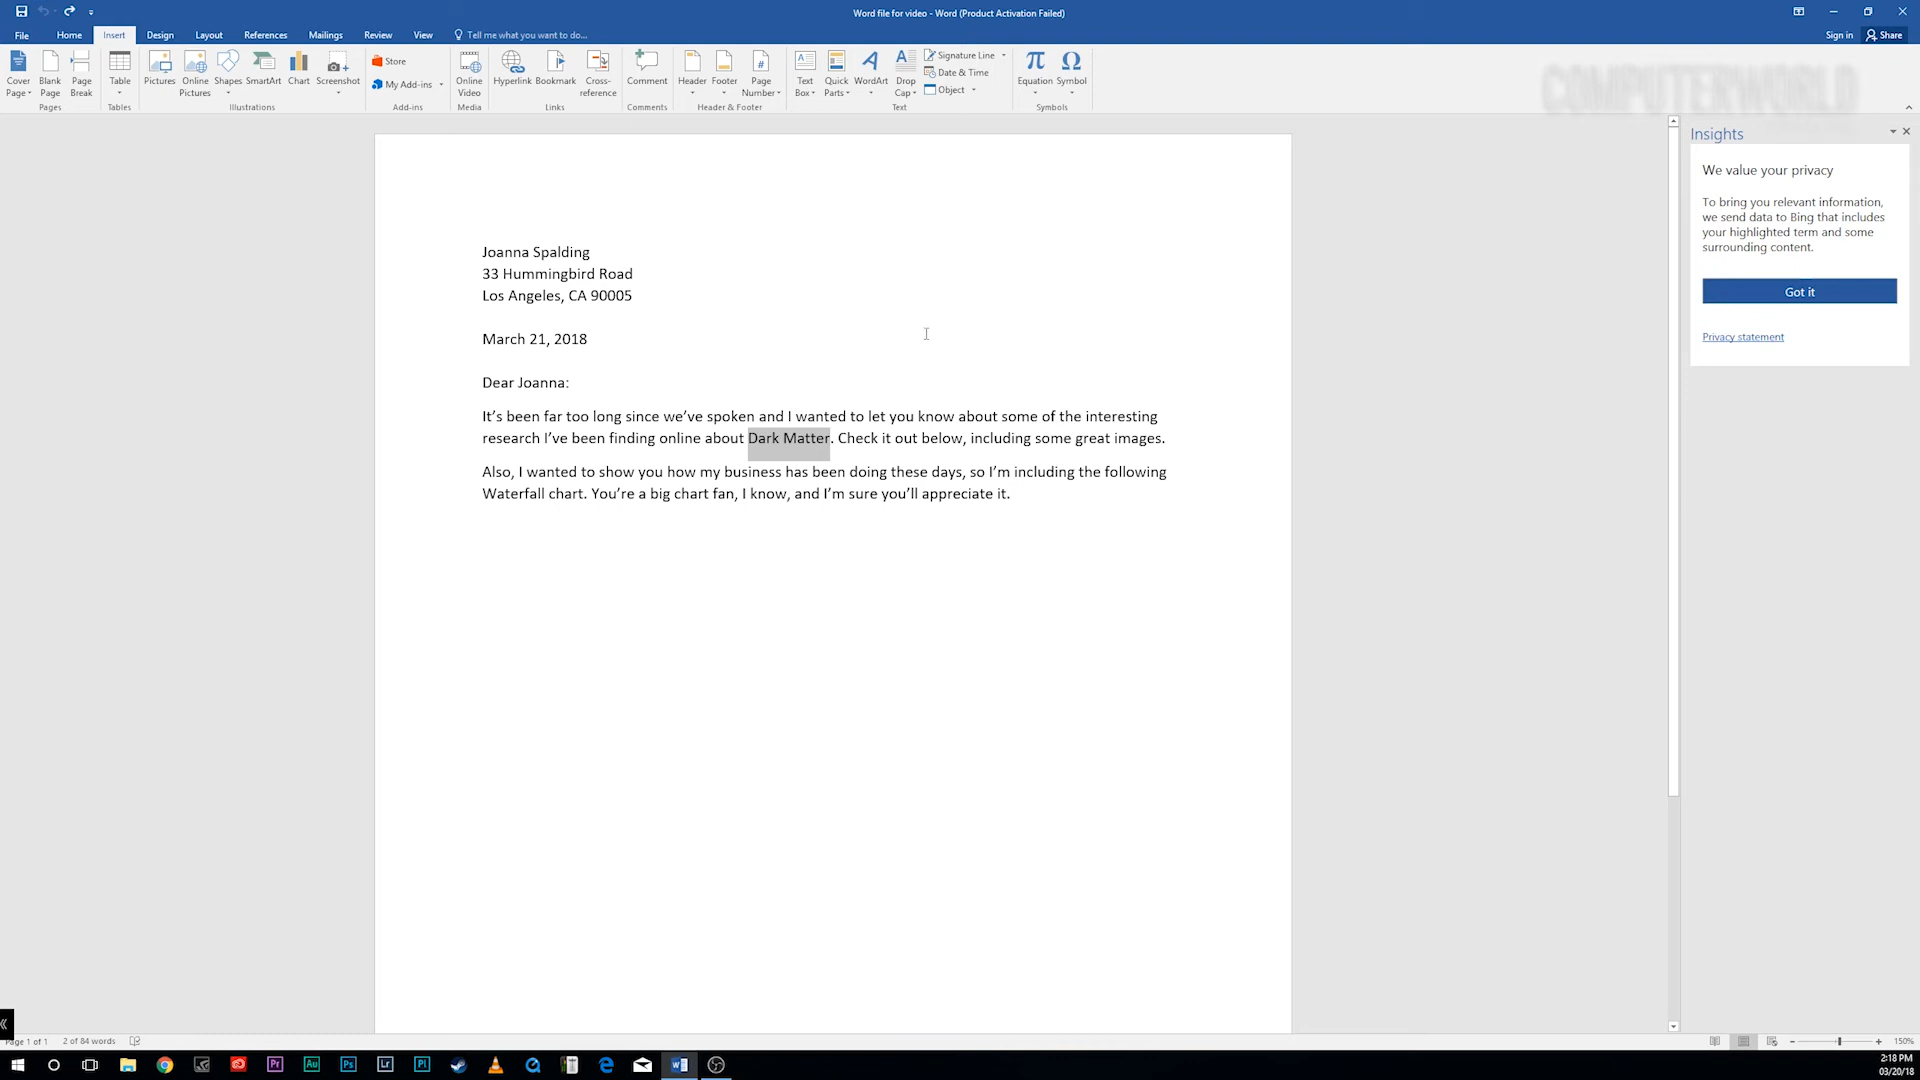 Word file for video - Word (Product Activation Failed)
File Home Insert Design Layout References Mailings Review View Tell me what you want to do... Sign in Share
Cover Page
Blank Page
Page Break
Pages
Table
Tables
Pictures
Online Pictures
Shapes
SmartArt
Chart
Screenshot
Illustrations
Store
My Add-ins
Add-ins
Online Video
Media
Hyperlink
Bookmark
Cross-reference
Links
Comment
Comments
Header
Footer
Page Number
Header & Footer
Text Box
Quick Parts
WordArt
Drop Cap
Signature Line
Date & Time
Object
Text
Equation
Symbol
Symbols
COMPUTERWORLD
Joanna Spalding
33 Hummingbird Road
Los Angeles, CA 90005
March 21, 2018
Dear Joanna:
It’s been far too long since we’ve spoken and I wanted to let you know about some of the interesting
research I’ve been finding online about Dark Matter. Check it out below, including some great images.
Also, I wanted to show you how my business has been doing these days, so I’m including the following
Waterfall chart. You’re a big chart fan, I know, and I’m sure you’ll appreciate it.
Insights
We value your privacy
To bring you relevant information,
we send data to Bing that includes
your highlighted term and some
surrounding content.
Got it
Privacy statement
Page 1 of 1 2 of 84 words 150%
Pr Au Ps Lr Pl
2:18 PM
03/20/18